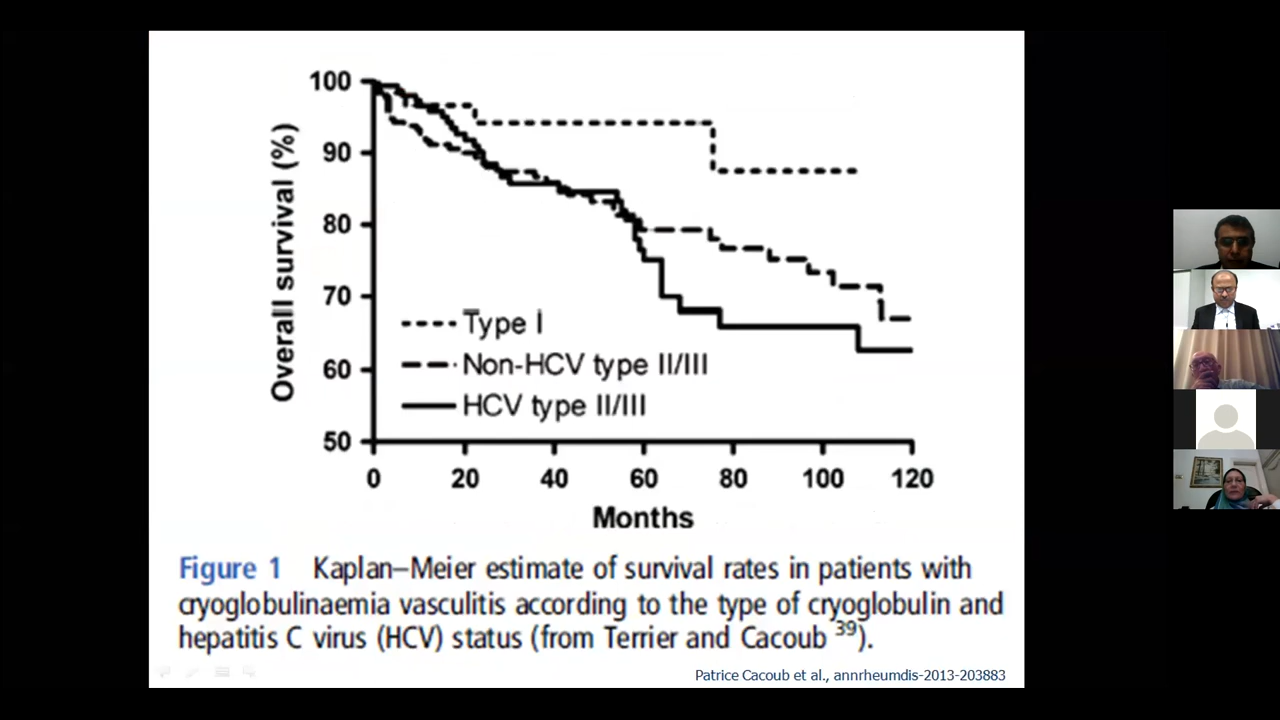 100
90
80
70
60
50
Overall survival (%)
Type I
Non-HCV type II/III
HCV type II/III
0 20 40 60 80 100 120
Months
Figure 1 Kaplan–Meier estimate of survival rates in patients with
cryoglobulinaemia vasculitis according to the type of cryoglobulin and
hepatitis C virus (HCV) status (from Terrier and Cacoub 39).
Patrice Cacoub et al., annrheumdis-2013-203883